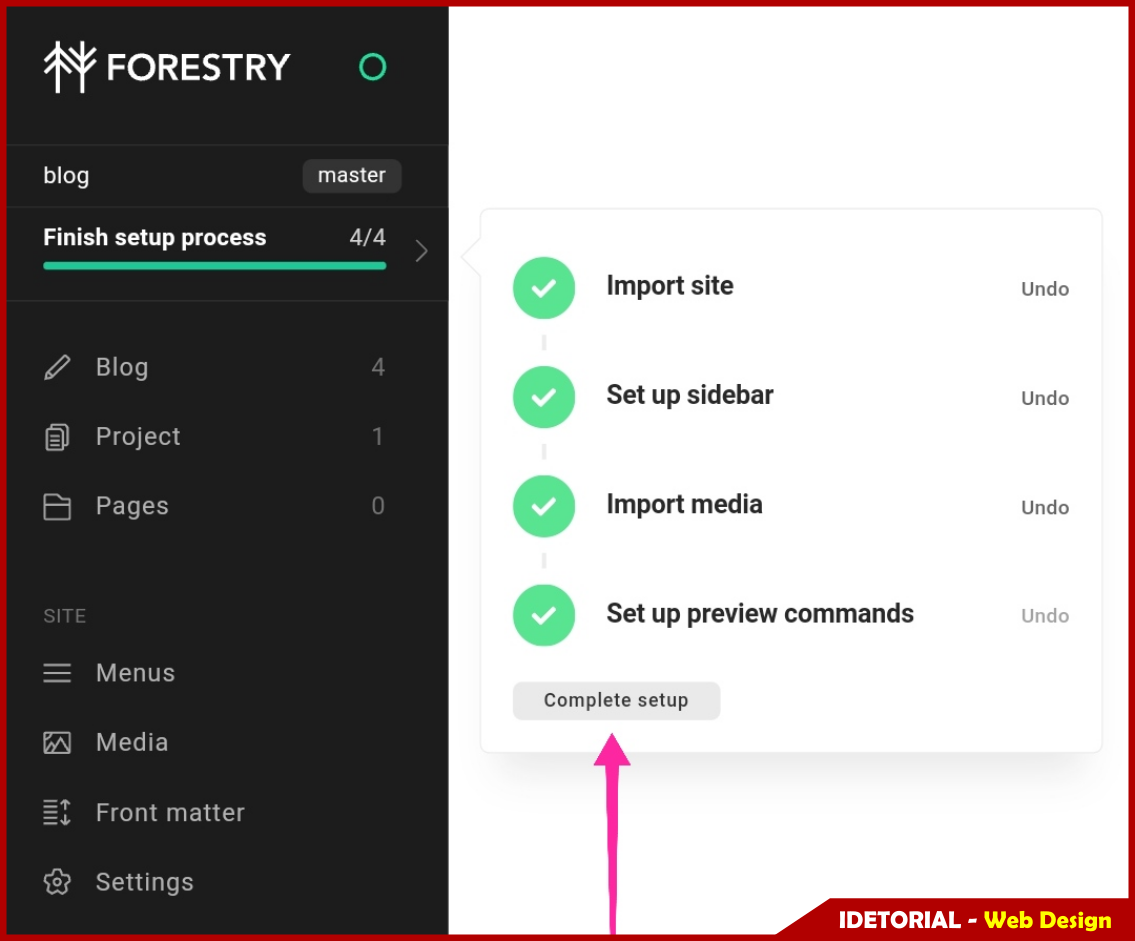 FORESTRY
blog master
Finish setup process 4/4
Blog 4
Project 1
Pages 0
SITE
Menus
Media
Front matter
Settings
Import site Undo
Set up sidebar Undo
Import media Undo
Set up preview commands Undo
Complete setup
IDETORIAL - Web Design